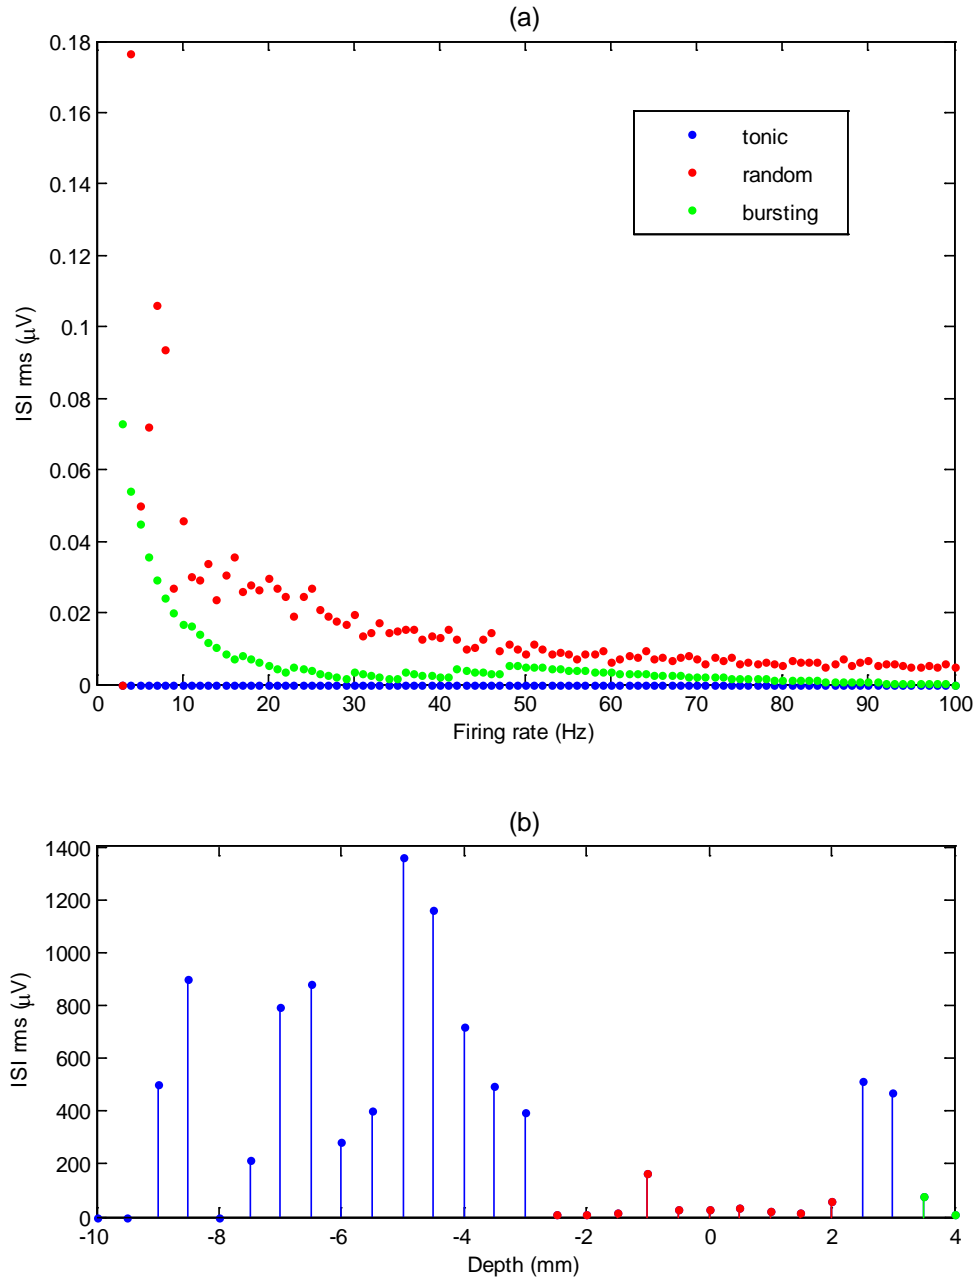 (a)
0.18
0.16
0.14
0.12
0.1
0.08
0.06
0.04
0.02
0
ISI rms (μV)
tonic
random
bursting
0 10 20 30 40 50 60 70 80 90 100
Firing rate (Hz)
(b)
1400
1200
1000
800
600
400
200
0
ISI rms (μV)
-10 -8 -6 -4 -2 0 2 4
Depth (mm)